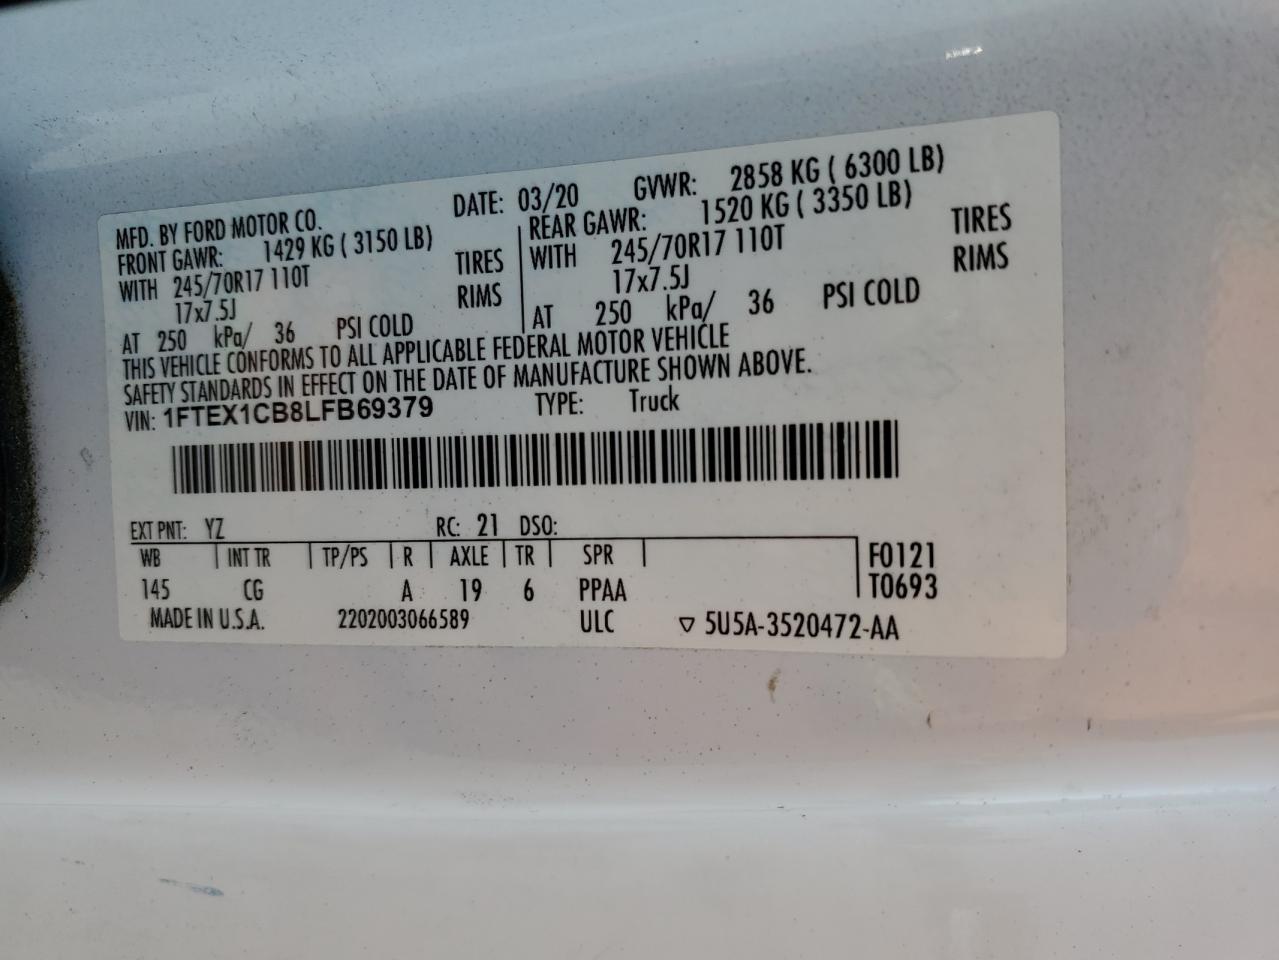 MFD. BY FORD MOTOR CO. DATE: 03/20 GVWR: 2858 KG ( 6300 LB)
FRONT GAWR: 1429 KG ( 3150 LB) REAR GAWR: 1520 KG ( 3350 LB)
WITH 245/70R17 110T TIRES WITH 245/70R17 110T TIRES
17x7.5J RIMS 17x7.5J RIMS
AT 250 kPa/ 36 PSI COLD AT 250 kPa/ 36 PSI COLD
THIS VEHICLE CONFORMS TO ALL APPLICABLE FEDERAL MOTOR VEHICLE
SAFETY STANDARDS IN EFFECT ON THE DATE OF MANUFACTURE SHOWN ABOVE.
VIN: 1FTEX1CB8LFB69379 TYPE: Truck
EXT PNT: YZ RC: 21 DSO:
WB INT TR TP/PS R AXLE TR SPR F0121
145 CG A 19 6 PPAA T0693
MADE IN U.S.A. 2202003066589 ULC ▽ 5U5A-3520472-AA